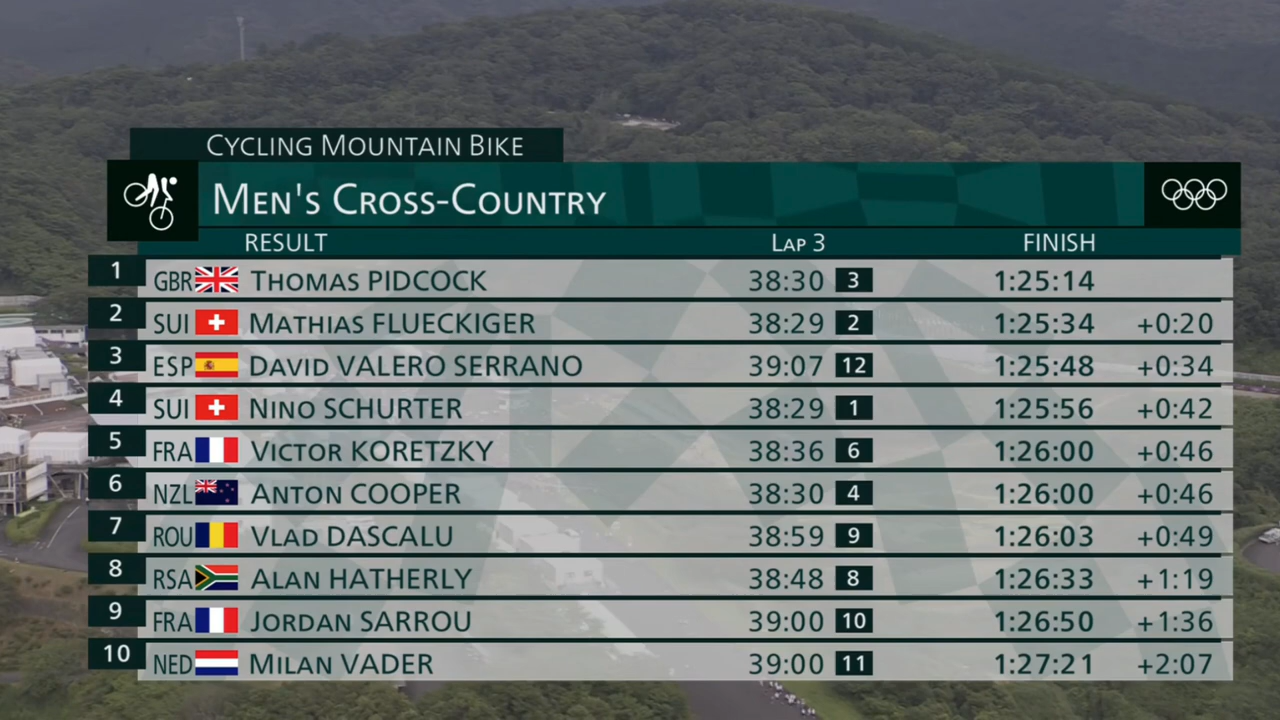 Cycling Mountain Bike
Men's Cross-Country
RESULT Lap 3 FINISH
1 GBR Thomas PIDCOCK 38:30 3 1:25:14
2 SUI Mathias FLUECKIGER 38:29 2 1:25:34 +0:20
3 ESP David VALERO SERRANO 39:07 12 1:25:48 +0:34
4 SUI Nino SCHURTER 38:29 1 1:25:56 +0:42
5 FRA Victor KORETZKY 38:36 6 1:26:00 +0:46
6 NZL Anton COOPER 38:30 4 1:26:00 +0:46
7 ROU Vlad DASCALU 38:59 9 1:26:03 +0:49
8 RSA Alan HATHERLY 38:48 8 1:26:33 +1:19
9 FRA Jordan SARROU 39:00 10 1:26:50 +1:36
10 NED Milan VADER 39:00 11 1:27:21 +2:07